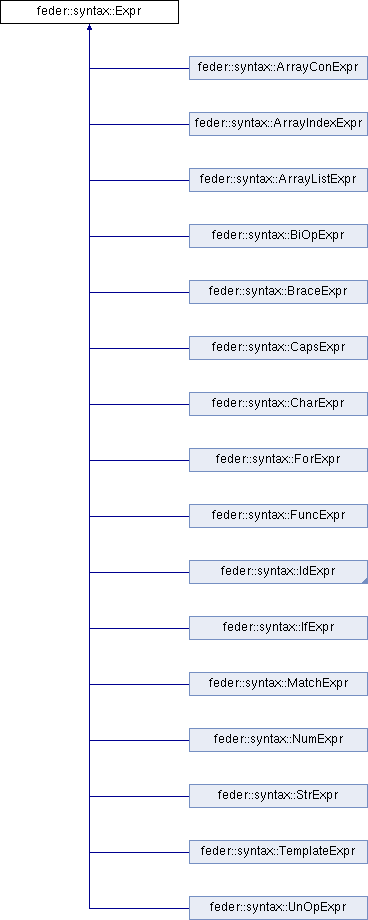 feder::syntax::Expr
feder::syntax::ArrayConExpr
feder::syntax::ArrayIndexExpr
feder::syntax::ArrayListExpr
feder::syntax::BiOpExpr
feder::syntax::BraceExpr
feder::syntax::CapsExpr
feder::syntax::CharExpr
feder::syntax::ForExpr
feder::syntax::FuncExpr
feder::syntax::IdExpr
feder::syntax::IfExpr
feder::syntax::MatchExpr
feder::syntax::NumExpr
feder::syntax::StrExpr
feder::syntax::TemplateExpr
feder::syntax::UnOpExpr